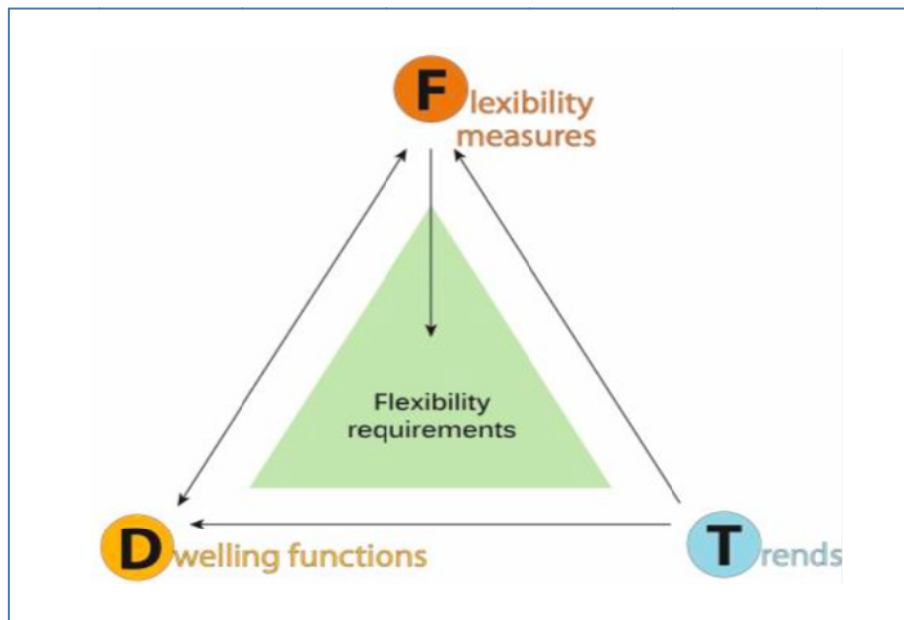 Flexibility
measures
Flexibility
requirements
Dwelling functions
Trends